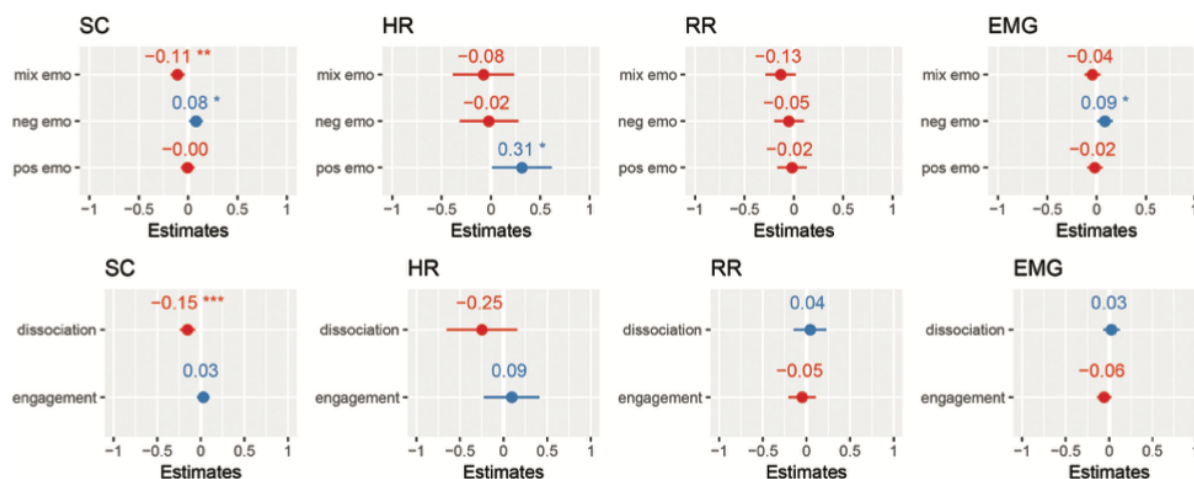 SC
−0.11 **
mix emo
0.08 *
neg emo
−0.00
pos emo
−1 −0.5 0 0.5 1
Estimates
HR
−0.08
mix emo
−0.02
neg emo
0.31 *
pos emo
−1 −0.5 0 0.5 1
Estimates
RR
−0.13
mix emo
−0.05
neg emo
−0.02
pos emo
−1 −0.5 0 0.5 1
Estimates
EMG
−0.04
mix emo
0.09 *
neg emo
−0.02
pos emo
−1 −0.5 0 0.5 1
Estimates
SC
−0.15 ***
dissociation
0.03
engagement
−1 −0.5 0 0.5 1
Estimates
HR
−0.25
dissociation
0.09
engagement
−1 −0.5 0 0.5 1
Estimates
RR
0.04
dissociation
−0.05
engagement
−1 −0.5 0 0.5 1
Estimates
EMG
0.03
dissociation
−0.06
engagement
−1 −0.5 0 0.5 1
Estimates